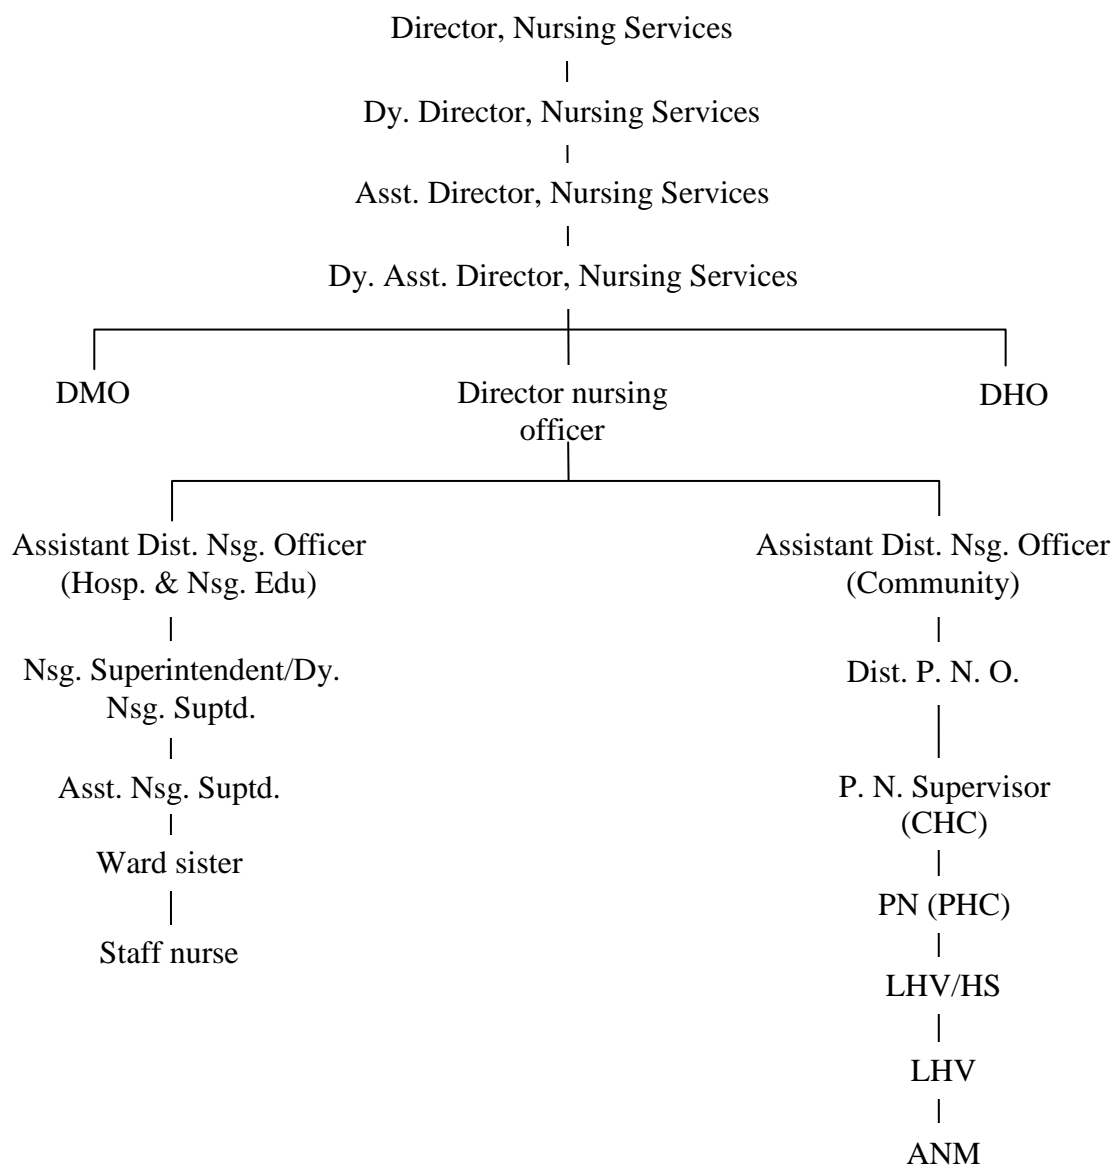 Director, Nursing Services
Dy. Director, Nursing Services
Asst. Director, Nursing Services
Dy. Asst. Director, Nursing Services
DMO
Director nursing
officer
DHO
Assistant Dist. Nsg. Officer
(Hosp. & Nsg. Edu)
Nsg. Superintendent/Dy.
Nsg. Suptd.
Asst. Nsg. Suptd.
Ward sister
Staff nurse
Assistant Dist. Nsg. Officer
(Community)
Dist. P. N. O.
P. N. Supervisor
(CHC)
PN (PHC)
LHV/HS
LHV
ANM